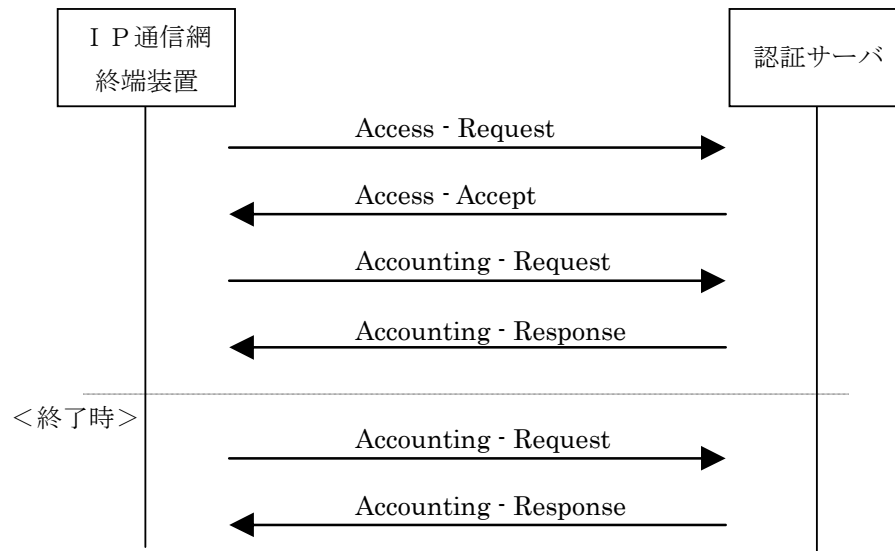 ＩＰ通信網
終端装置
認証サーバ
Access - Request
Access - Accept
Accounting - Request
Accounting - Response
＜終了時＞
Accounting - Request
Accounting - Response